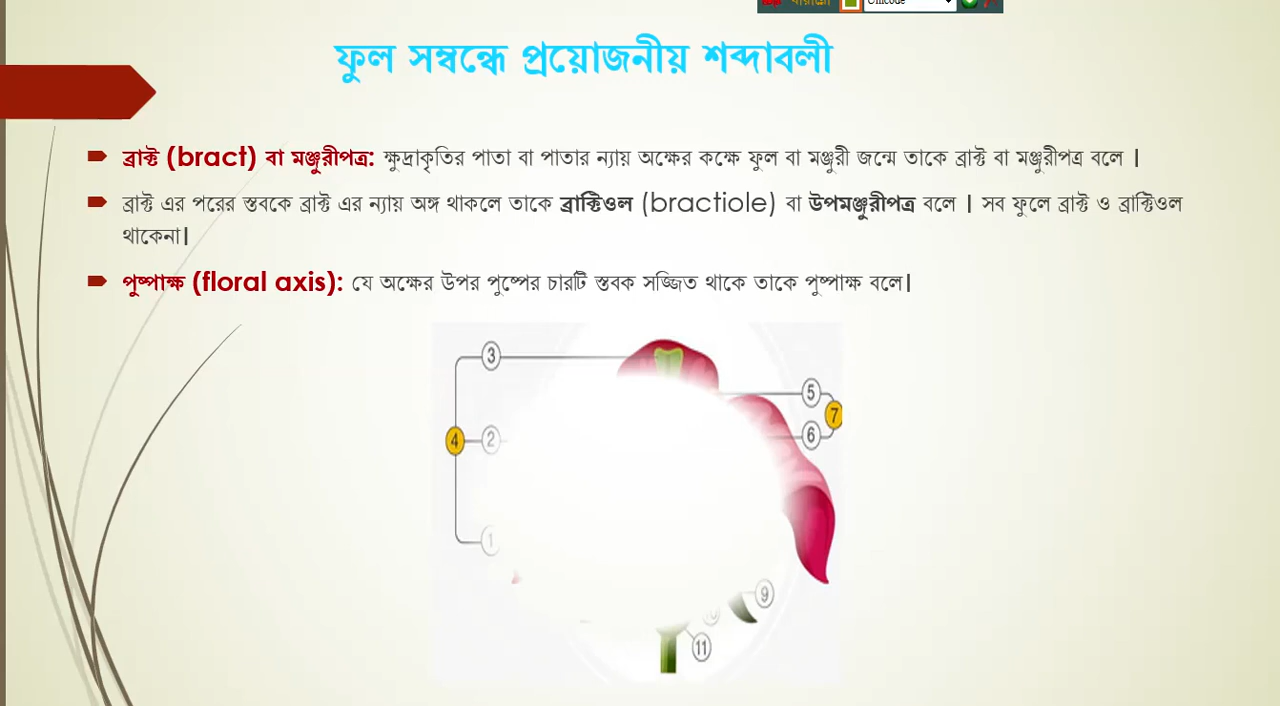 Unicode
ফুল সম্বন্ধে প্রয়োজনীয় শব্দাবলী
ব্রাক্ট (bract) বা মঞ্জুরীপত্র: ক্ষুদ্রাকৃতির পাতা বা পাতার ন্যায় অক্ষের কক্ষে ফুল বা মঞ্জুরী জন্মে তাকে ব্রাক্ট বা মঞ্জুরীপত্র বলে ।
ব্রাক্ট এর পরের স্তবকে ব্রাক্ট এর ন্যায় অঙ্গ থাকলে তাকে ব্রাক্টিওল (bractiole) বা উপমঞ্জুরীপত্র বলে । সব ফুলে ব্রাক্ট ও ব্রাক্টিওল
থাকেনা।
পুষ্পাক্ষ (floral axis): যে অক্ষের উপর পুষ্পের চারটি স্তবক সজ্জিত থাকে তাকে পুষ্পাক্ষ বলে।
3
5
7
4
2
6
1
9
11